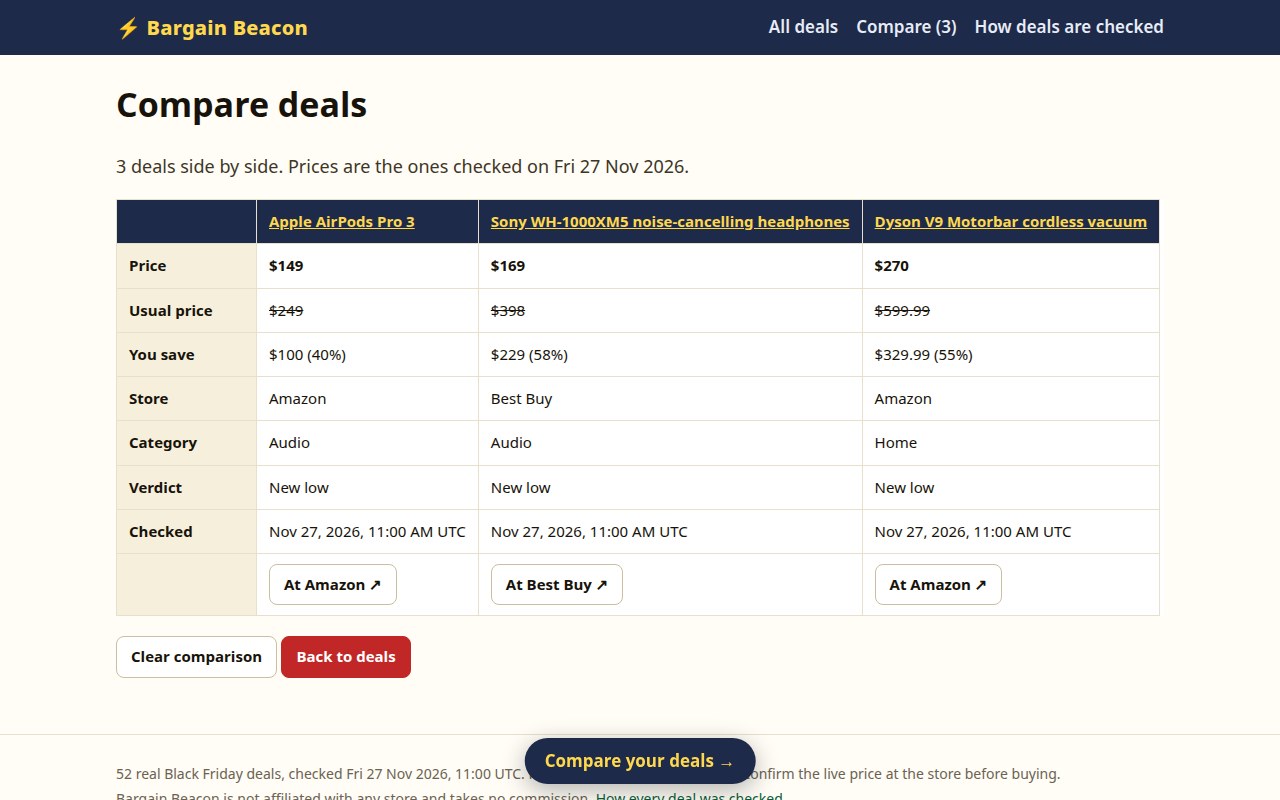 ⚡ Bargain Beacon
All deals Compare (3) How deals are checked
Compare deals
3 deals side by side. Prices are the ones checked on Fri 27 Nov 2026.
Apple AirPods Pro 3 Sony WH-1000XM5 noise-cancelling headphones Dyson V9 Motorbar cordless vacuum
Price $149 $169 $270
Usual price $249 $398 $599.99
You save $100 (40%) $229 (58%) $329.99 (55%)
Store Amazon Best Buy Amazon
Category Audio Audio Home
Verdict New low New low New low
Checked Nov 27, 2026, 11:00 AM UTC Nov 27, 2026, 11:00 AM UTC Nov 27, 2026, 11:00 AM UTC
At Amazon ↗ At Best Buy ↗ At Amazon ↗
Clear comparison Back to deals
Compare your deals →
52 real Black Friday deals, checked Fri 27 Nov 2026, 11:00 UTC. confirm the live price at the store before buying.
Bargain Beacon is not affiliated with any store and takes no commission. How every deal was checked